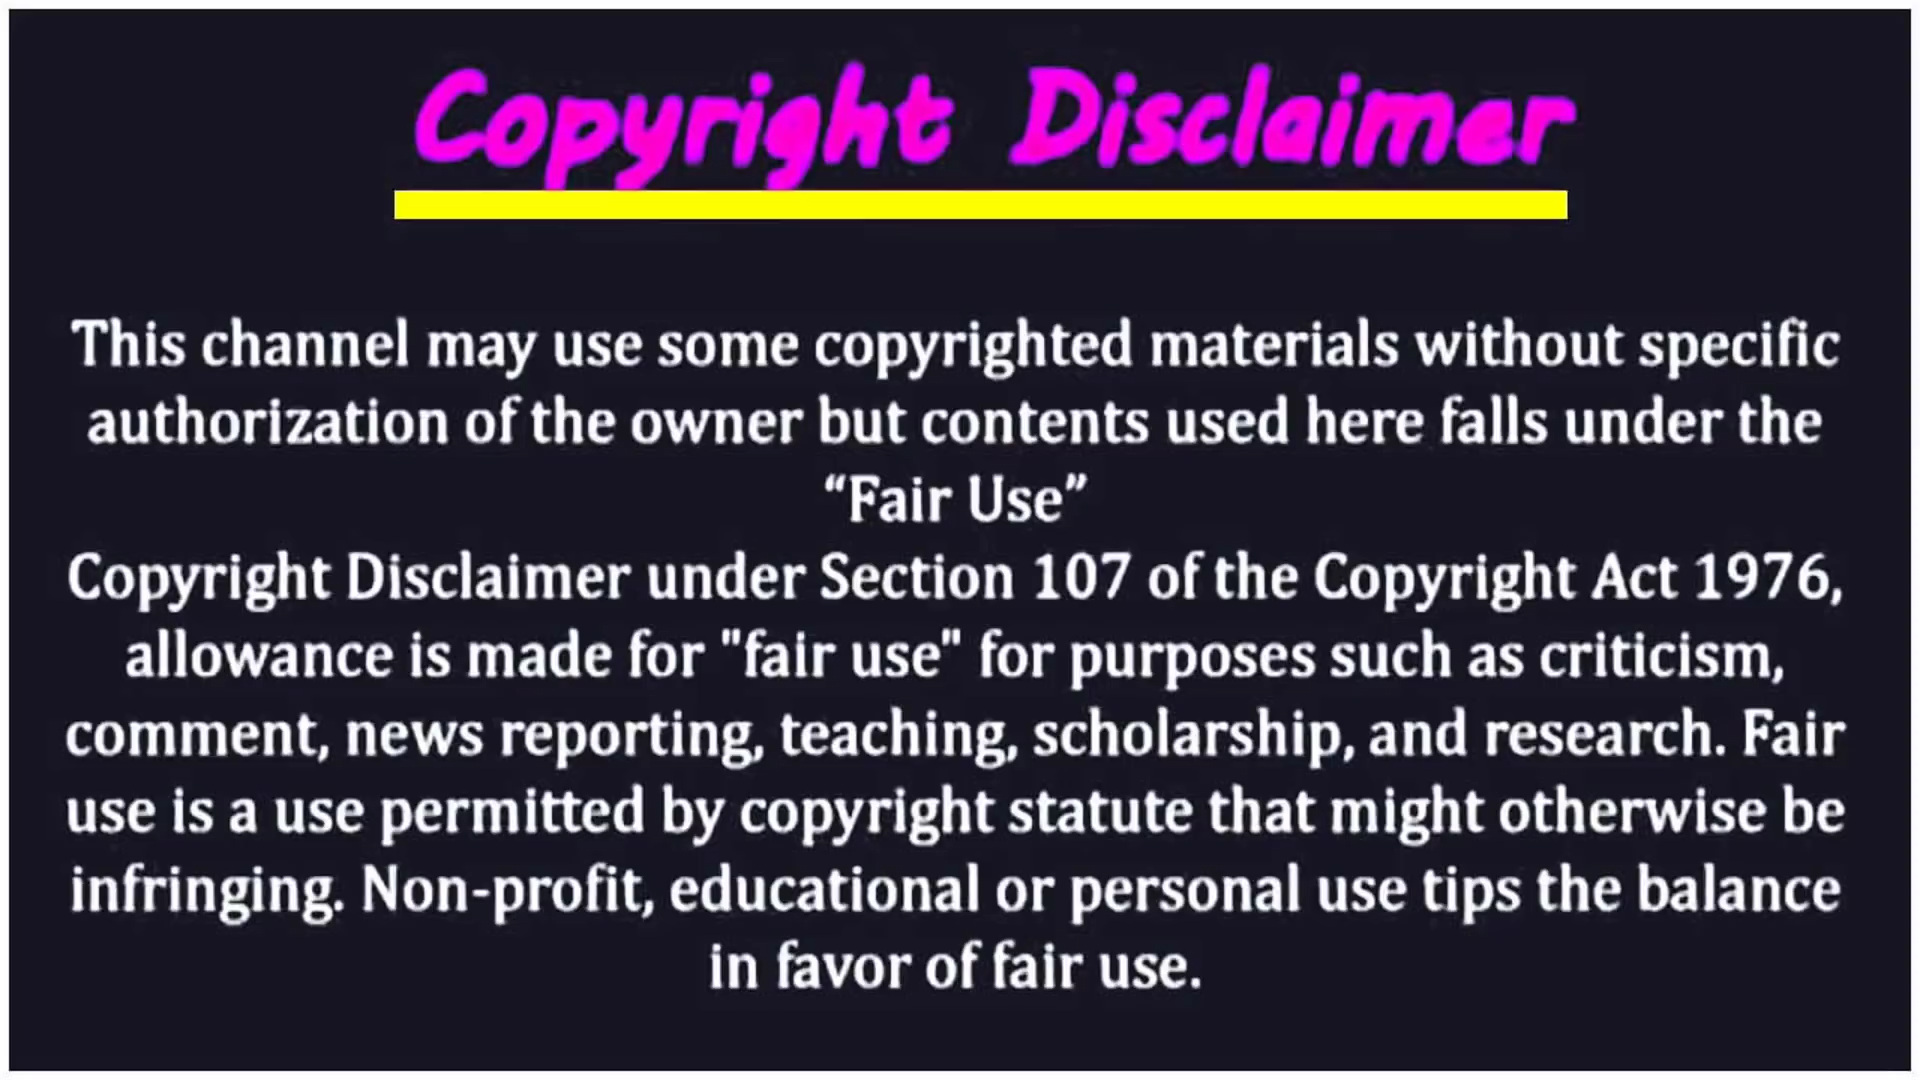 Copyright Disclaimer
This channel may use some copyrighted materials without specific
authorization of the owner but contents used here falls under the
“Fair Use”
Copyright Disclaimer under Section 107 of the Copyright Act 1976,
allowance is made for "fair use" for purposes such as criticism,
comment, news reporting, teaching, scholarship, and research. Fair
use is a use permitted by copyright statute that might otherwise be
infringing. Non-profit, educational or personal use tips the balance
in favor of fair use.